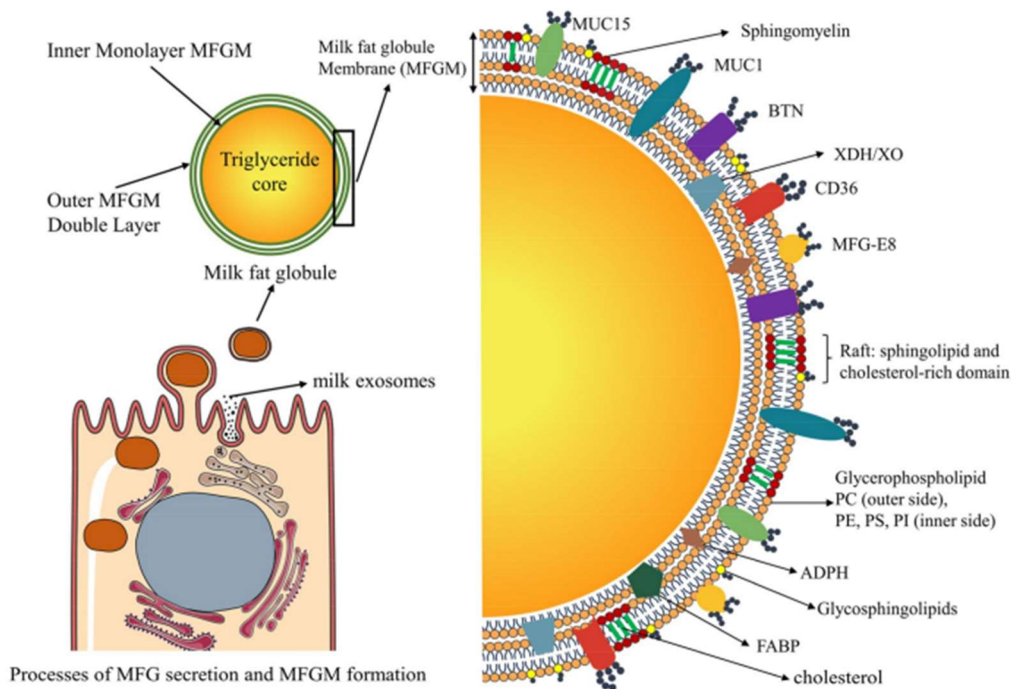 Inner Monolayer MFGM
Milk fat globule
Membrane (MFGM)
Triglyceride
core
Outer MFGM
Double Layer
Milk fat globule
milk exosomes
Processes of MFG secretion and MFGM formation
MUC15
Sphingomyelin
MUC1
BTN
XDH/XO
CD36
MFG-E8
Raft: sphingolipid and
cholesterol-rich domain
Glycerophospholipid
PC (outer side),
PE, PS, PI (inner side)
ADPH
Glycosphingolipids
FABP
cholesterol